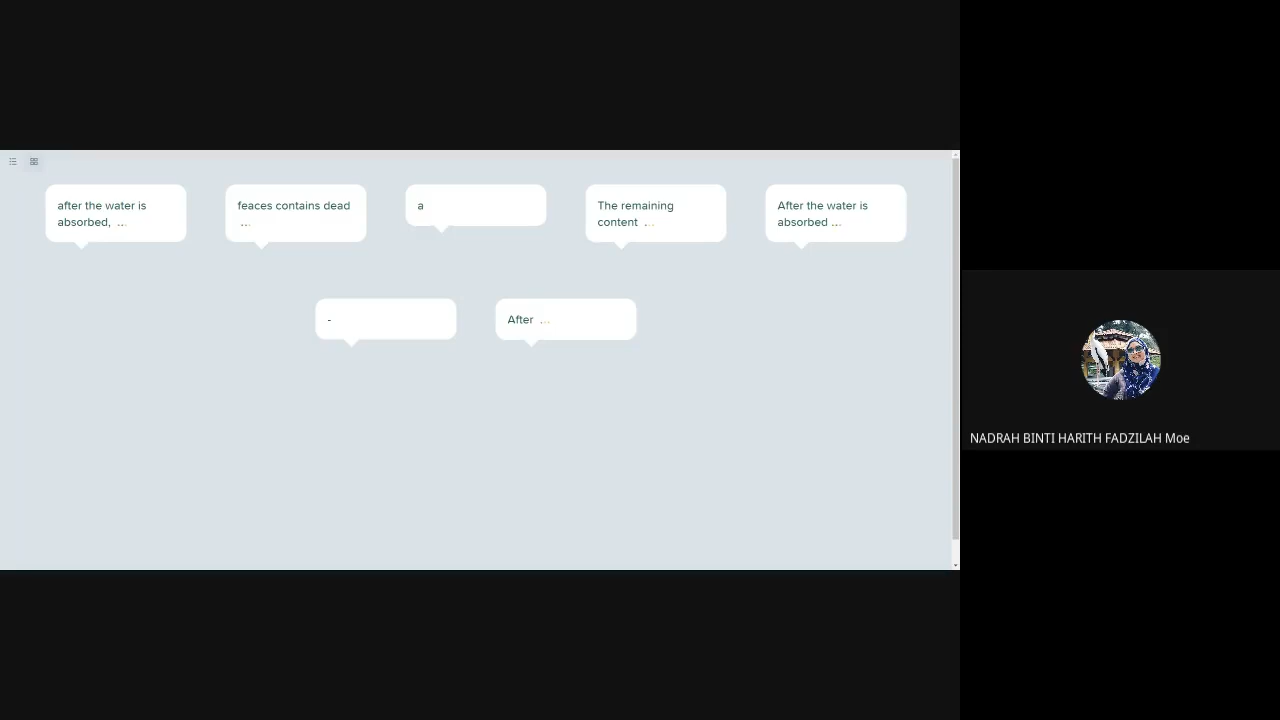 after the water is
absorbed, ...
feaces contains dead
...
a
The remaining
content ...
After the water is
absorbed ...
-
After ...
NADRAH BINTI HARITH FADZILAH Moe